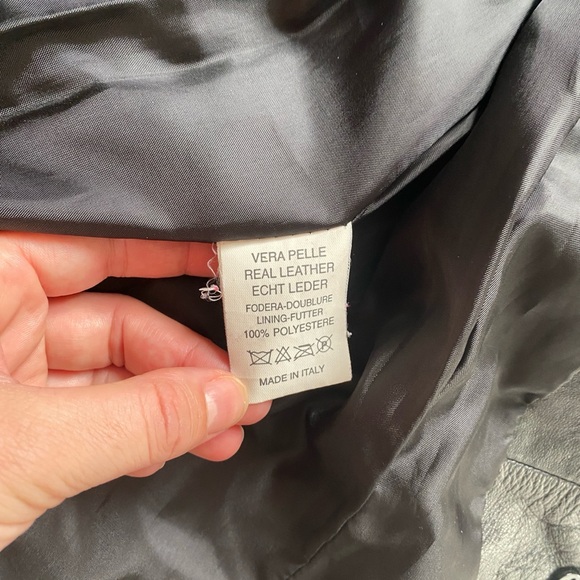 VERA PELLE
REAL LEATHER
ECHT LEDER
FODERA-DOUBLURE
LINING-FUTTER
100% POLYESTERE
MADE IN ITALY